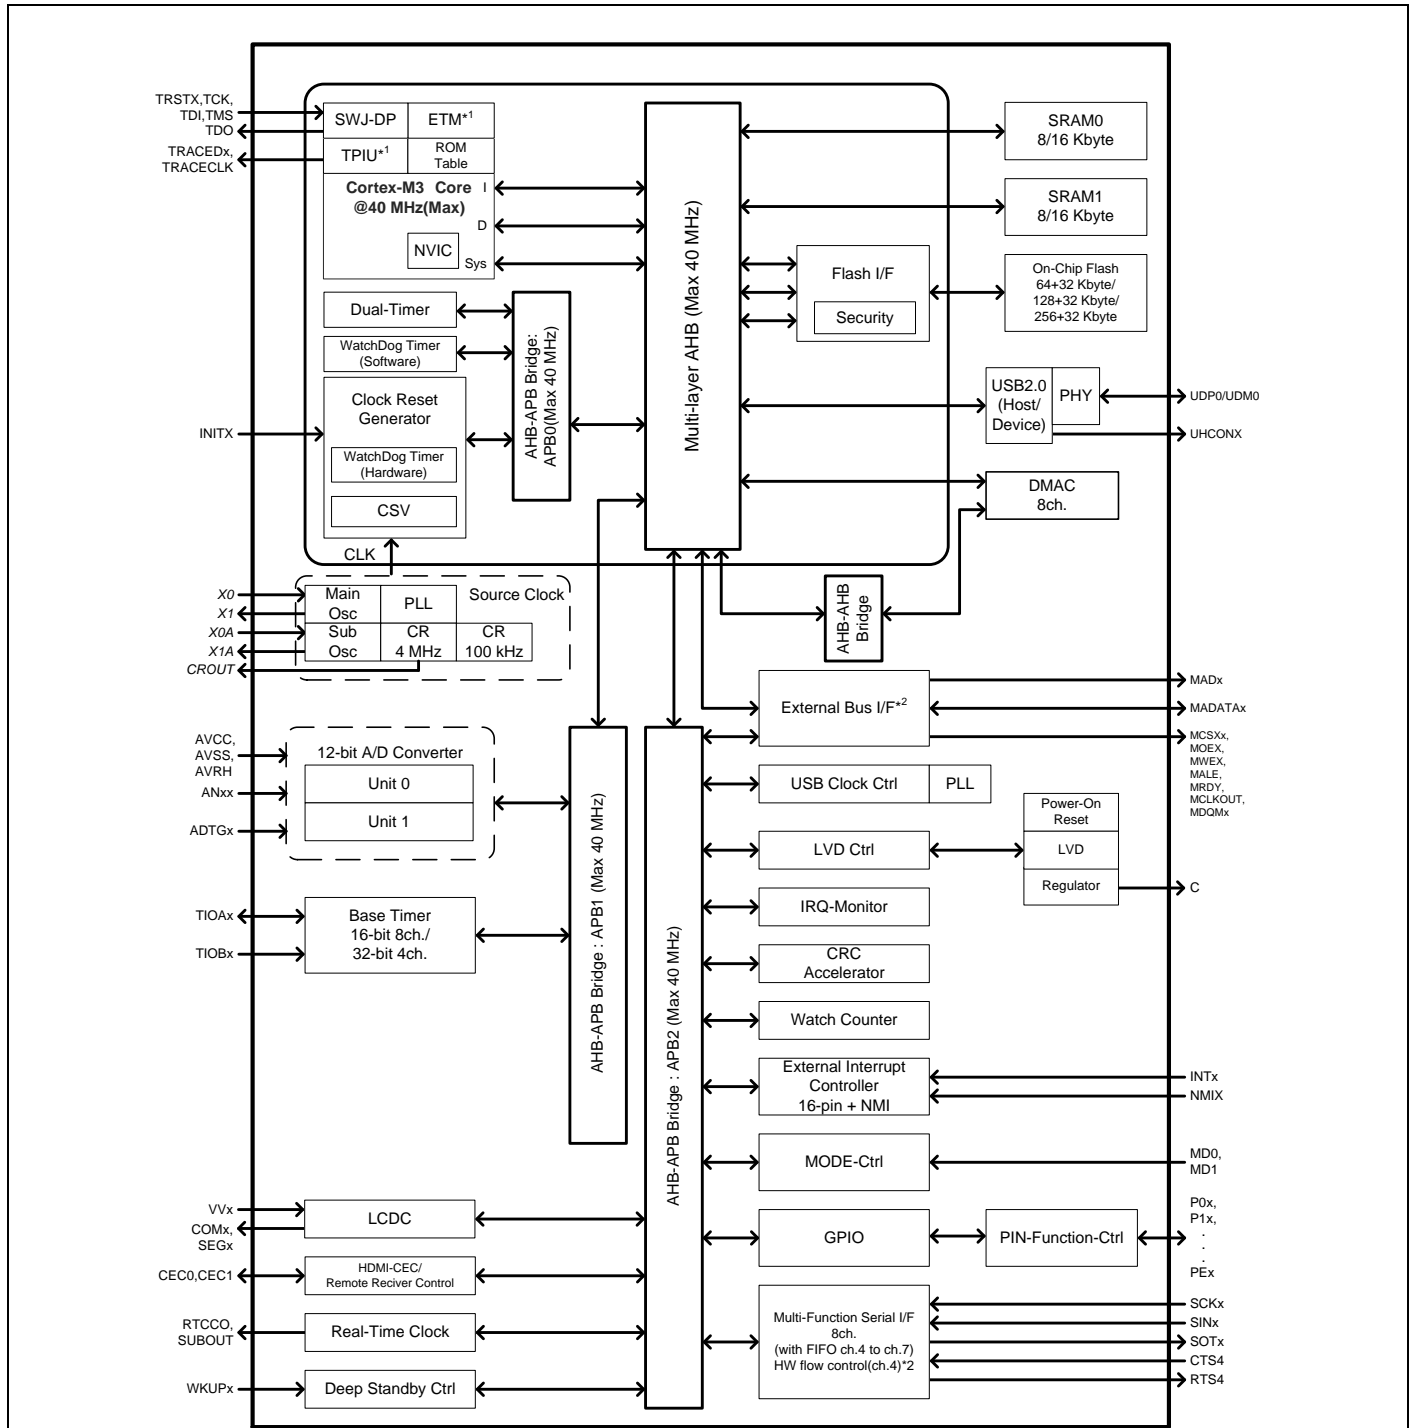 TRSTX,TCK,
TDI,TMS
TDO
TRACEDx,
TRACECLK
SWJ-DP
ETM*1
TPIU*1
ROM
Table
Cortex-M3 Core
@40 MHz(Max)
I
D
Sys
NVIC
Dual-Timer
WatchDog Timer
(Software)
Clock Reset
Generator
WatchDog Timer
(Hardware)
CSV
INITX
CLK
AHB-APB Bridge:
APB0(Max 40 MHz)
Multi-layer AHB (Max 40 MHz)
SRAM0
8/16 Kbyte
SRAM1
8/16 Kbyte
Flash I/F
Security
On-Chip Flash
64+32 Kbyte/
128+32 Kbyte/
256+32 Kbyte
USB2.0
(Host/
Device)
PHY
UDP0/UDM0
UHCONX
DMAC
8ch.
AHB-AHB
Bridge
X0
X1
X0A
X1A
CROUT
Main
Osc
PLL
Source Clock
Sub
Osc
CR
4 MHz
CR
100 kHz
AVCC,
AVSS,
AVRH
ANxx
ADTGx
12-bit A/D Converter
Unit 0
Unit 1
TIOAx
TIOBx
Base Timer
16-bit 8ch./
32-bit 4ch.
AHB-APB Bridge : APB1 (Max 40 MHz)
AHB-APB Bridge : APB2 (Max 40 MHz)
External Bus I/F*2
MADx
MADATAx
MCSXx,
MOEX,
MWEX,
MALE,
MRDY,
MCLKOUT,
MDQMx
USB Clock Ctrl
PLL
LVD Ctrl
Power-On
Reset
LVD
Regulator
C
IRQ-Monitor
CRC
Accelerator
Watch Counter
External Interrupt
Controller
16-pin + NMI
INTx
NMIX
MODE-Ctrl
MD0,
MD1
GPIO
PIN-Function-Ctrl
P0x,
P1x,
.
.
.
PEx
Multi-Function Serial I/F
8ch.
(with FIFO ch.4 to ch.7)
HW flow control(ch.4)*2
SCKx
SINx
SOTx
CTS4
RTS4
VVx
COMx,
SEGx
LCDC
CEC0,CEC1
HDMI-CEC/
Remote Reciver Control
RTCCO,
SUBOUT
Real-Time Clock
WKUPx
Deep Standby Ctrl